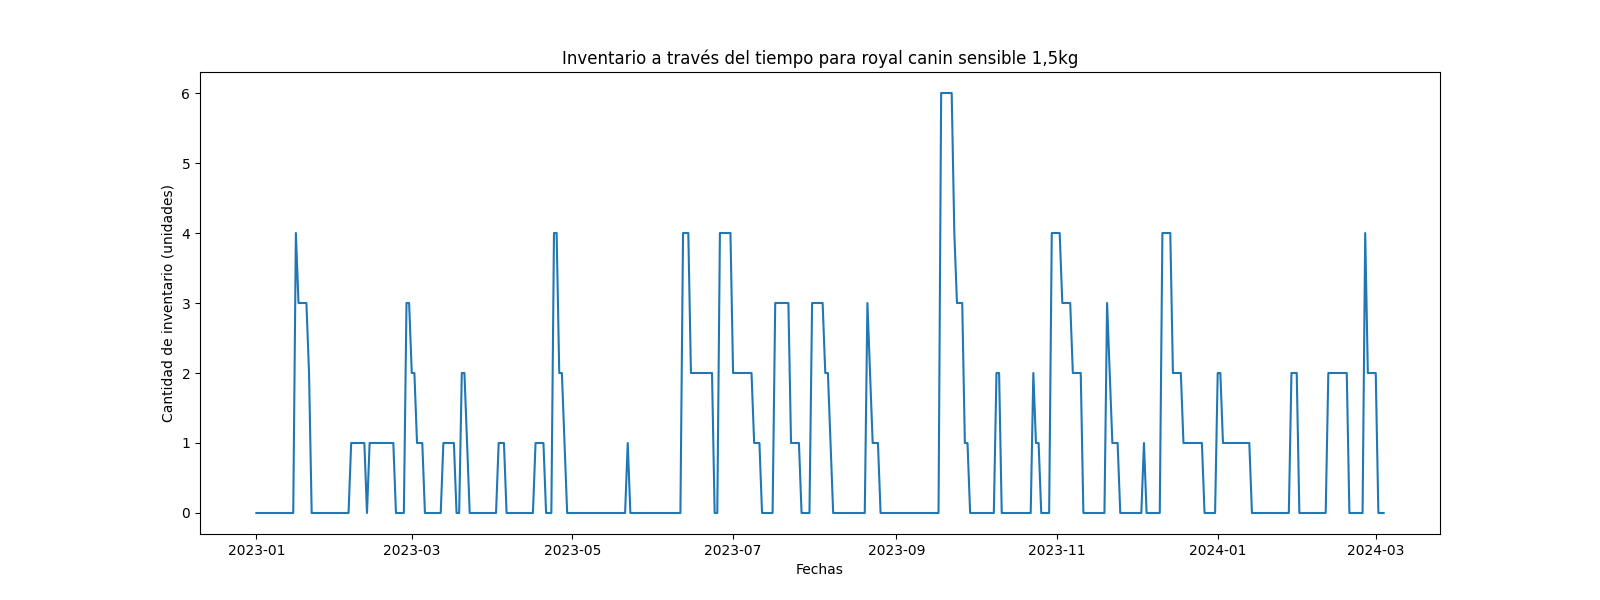 Inventario a través del tiempo para royal canin sensible 1,5kg
Cantidad de inventario (unidades)
6
5
4
3
2
1
0
2023-01 2023-03 2023-05 2023-07 2023-09 2023-11 2024-01 2024-03
Fechas